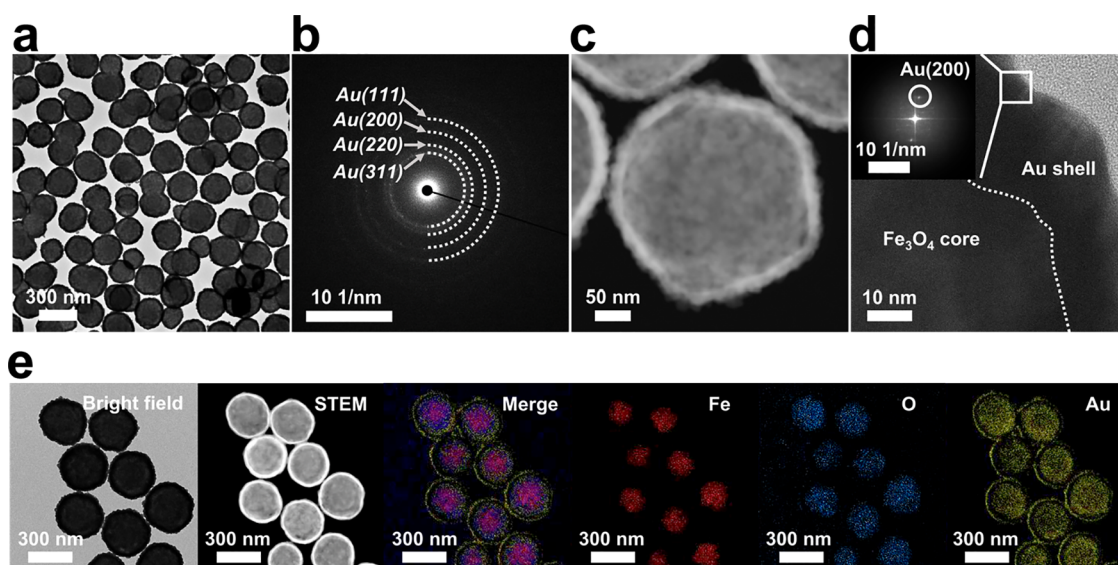 a
b
c
d
300 nm
Au(111)
Au(200)
Au(220)
Au(311)
10 1/nm
50 nm
Au(200)
10 1/nm
Au shell
Fe₃O₄ core
10 nm
e
Bright field
STEM
Merge
Fe
O
Au
300 nm
300 nm
300 nm
300 nm
300 nm
300 nm